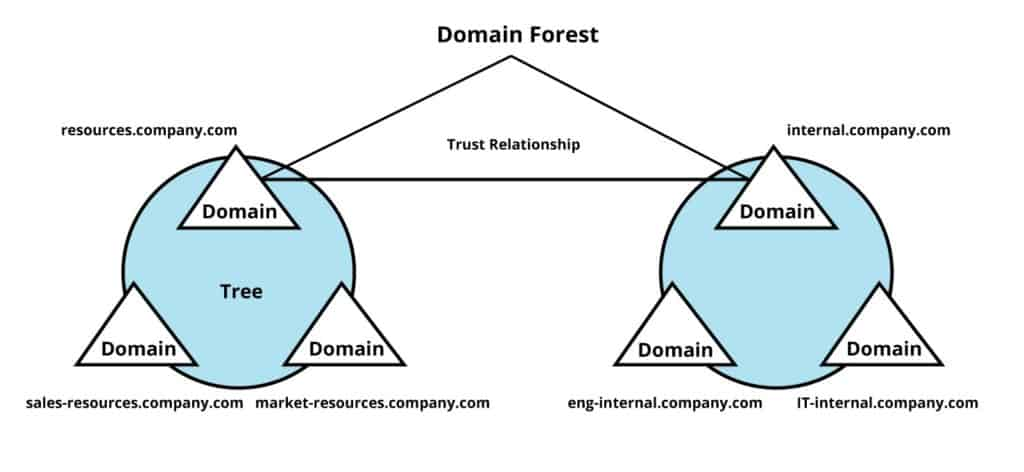 Domain Forest
resources.company.com
Trust Relationship
internal.company.com
Domain
Domain
Tree
Domain
Domain
Domain
Domain
sales-resources.company.com
market-resources.company.com
eng-internal.company.com
IT-internal.company.com